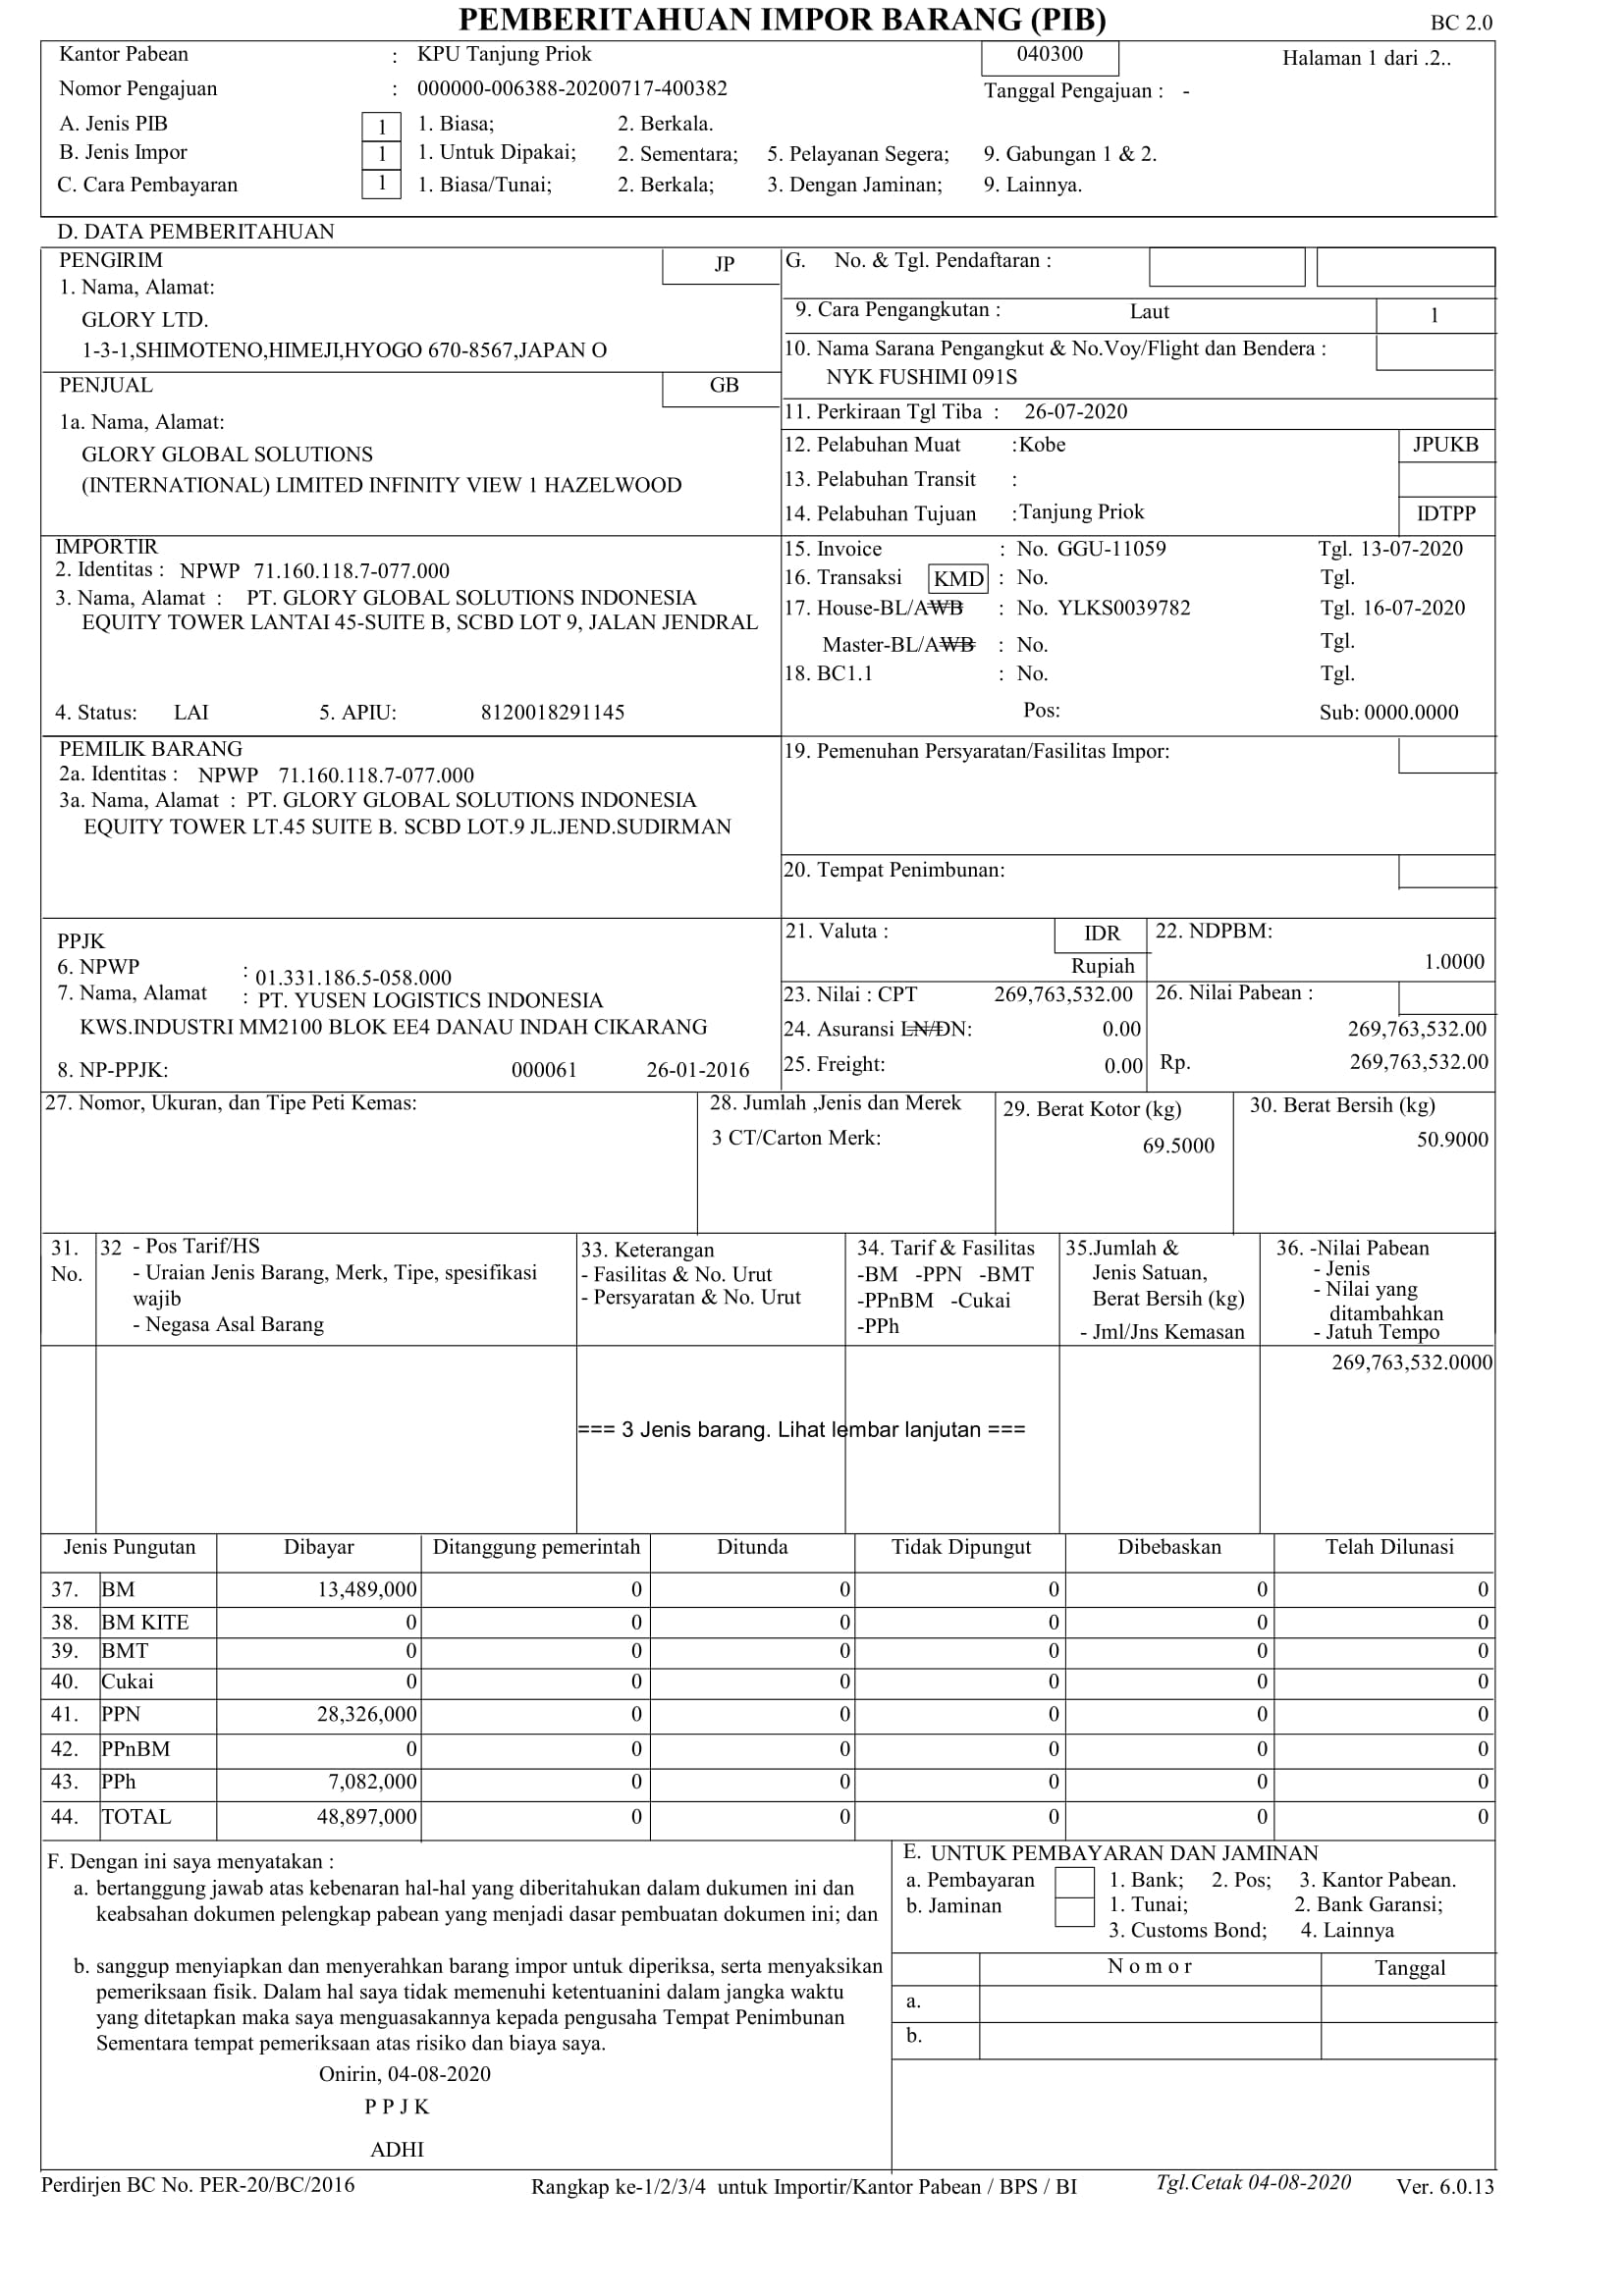 PEMBERITAHUAN IMPOR BARANG (PIB)
BC 2.0
Kantor Pabean : KPU Tanjung Priok 040300 Halaman 1 dari .2..
Nomor Pengajuan : 000000-006388-20200717-400382 Tanggal Pengajuan : -
A. Jenis PIB 1 1. Biasa; 2. Berkala.
B. Jenis Impor 1 1. Untuk Dipakai; 2. Sementara; 5. Pelayanan Segera; 9. Gabungan 1 & 2.
C. Cara Pembayaran 1 1. Biasa/Tunai; 2. Berkala; 3. Dengan Jaminan; 9. Lainnya.
D. DATA PEMBERITAHUAN
PENGIRIM JP
1. Nama, Alamat:
GLORY LTD.
1-3-1,SHIMOTENO,HIMEJI,HYOGO 670-8567,JAPAN O
PENJUAL GB
1a. Nama, Alamat:
GLORY GLOBAL SOLUTIONS
(INTERNATIONAL) LIMITED INFINITY VIEW 1 HAZELWOOD
IMPORTIR
2. Identitas : NPWP 71.160.118.7-077.000
3. Nama, Alamat : PT. GLORY GLOBAL SOLUTIONS INDONESIA
EQUITY TOWER LANTAI 45-SUITE B, SCBD LOT 9, JALAN JENDRAL
4. Status: LAI 5. APIU: 8120018291145
PEMILIK BARANG
2a. Identitas : NPWP 71.160.118.7-077.000
3a. Nama, Alamat : PT. GLORY GLOBAL SOLUTIONS INDONESIA
EQUITY TOWER LT.45 SUITE B. SCBD LOT.9 JL.JEND.SUDIRMAN
PPJK
6. NPWP : 01.331.186.5-058.000
7. Nama, Alamat : PT. YUSEN LOGISTICS INDONESIA
KWS.INDUSTRI MM2100 BLOK EE4 DANAU INDAH CIKARANG
8. NP-PPJK: 000061 26-01-2016
G. No. & Tgl. Pendaftaran :
9. Cara Pengangkutan : Laut 1
10. Nama Sarana Pengangkut & No.Voy/Flight dan Bendera :
NYK FUSHIMI 091S
11. Perkiraan Tgl Tiba : 26-07-2020
12. Pelabuhan Muat :Kobe JPUKB
13. Pelabuhan Transit :
14. Pelabuhan Tujuan :Tanjung Priok IDTPP
15. Invoice : No. GGU-11059 Tgl. 13-07-2020
16. Transaksi KMD : No. Tgl.
17. House-BL/AWB : No. YLKS0039782 Tgl. 16-07-2020
Master-BL/AWB : No. Tgl.
18. BC1.1 : No. Tgl.
Pos: Sub: 0000.0000
19. Pemenuhan Persyaratan/Fasilitas Impor:
20. Tempat Penimbunan:
21. Valuta : IDR
Rupiah
22. NDPBM:
1.0000
23. Nilai : CPT 269,763,532.00
24. Asuransi LN/DN: 0.00
25. Freight: 0.00
26. Nilai Pabean :
269,763,532.00
Rp. 269,763,532.00
27. Nomor, Ukuran, dan Tipe Peti Kemas:
28. Jumlah ,Jenis dan Merek
3 CT/Carton Merk:
29. Berat Kotor (kg)
69.5000
30. Berat Bersih (kg)
50.9000
31.
No.
32 - Pos Tarif/HS
- Uraian Jenis Barang, Merk, Tipe, spesifikasi
wajib
- Negasa Asal Barang
33. Keterangan
- Fasilitas & No. Urut
- Persyaratan & No. Urut
34. Tarif & Fasilitas
-BM -PPN -BMT
-PPnBM -Cukai
-PPh
35.Jumlah &
Jenis Satuan,
Berat Bersih (kg)
- Jml/Jns Kemasan
36. -Nilai Pabean
- Jenis
- Nilai yang
ditambahkan
- Jatuh Tempo
269,763,532.0000
=== 3 Jenis barang. Lihat lembar lanjutan ===
Jenis Pungutan Dibayar Ditanggung pemerintah Ditunda Tidak Dipungut Dibebaskan Telah Dilunasi
37. BM 13,489,000 0 0 0 0 0
38. BM KITE 0 0 0 0 0 0
39. BMT 0 0 0 0 0 0
40. Cukai 0 0 0 0 0 0
41. PPN 28,326,000 0 0 0 0 0
42. PPnBM 0 0 0 0 0 0
43. PPh 7,082,000 0 0 0 0 0
44. TOTAL 48,897,000 0 0 0 0 0
F. Dengan ini saya menyatakan :
a. bertanggung jawab atas kebenaran hal-hal yang diberitahukan dalam dukumen ini dan
keabsahan dokumen pelengkap pabean yang menjadi dasar pembuatan dokumen ini; dan
b. sanggup menyiapkan dan menyerahkan barang impor untuk diperiksa, serta menyaksikan
pemeriksaan fisik. Dalam hal saya tidak memenuhi ketentuanini dalam jangka waktu
yang ditetapkan maka saya menguasakannya kepada pengusaha Tempat Penimbunan
Sementara tempat pemeriksaan atas risiko dan biaya saya.
Onirin, 04-08-2020
P P J K
ADHI
E. UNTUK PEMBAYARAN DAN JAMINAN
a. Pembayaran 1. Bank; 2. Pos; 3. Kantor Pabean.
b. Jaminan 1. Tunai; 2. Bank Garansi;
3. Customs Bond; 4. Lainnya
N o m o r Tanggal
a.
b.
Perdirjen BC No. PER-20/BC/2016 Rangkap ke-1/2/3/4 untuk Importir/Kantor Pabean / BPS / BI Tgl.Cetak 04-08-2020 Ver. 6.0.13